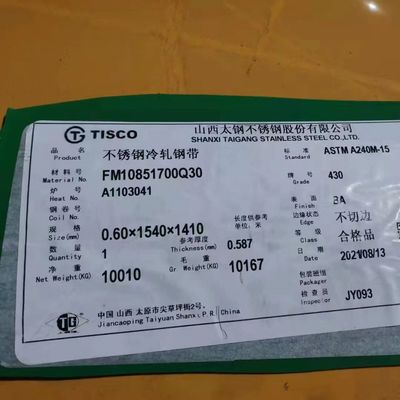 TISCO
山西太钢不锈钢股份有限公司
SHANXI TAIGANG STAINLESS STEEL CO.,LTD.
品 名 Product 不锈钢冷轧钢带 标 准 Standard ASTM A240M-15
材料号 Material No. FM10851700Q30 牌 号 Grade 430
炉 号 Heat No. A1103041 表 面 Finish BA
钢卷号 Coil No. 边缘状态 Edge 不切边
规 格 Size(mm) 0.60×1540×1410 长度供参考 单位:米 等 级 Class 合格品
数 量 Quantity 1 参考厚度 Thickness(mm) 0.587 2021/08/13
净 重 Net Weight(KG) 10010 毛 重 Gr Weight(KG) 10167 包装班组 Packager
检查员 Inspector JY093
中国 山西 太原市尖草坪街2号。
Jiancaoping Taiyuan Shanxi, P. R. China